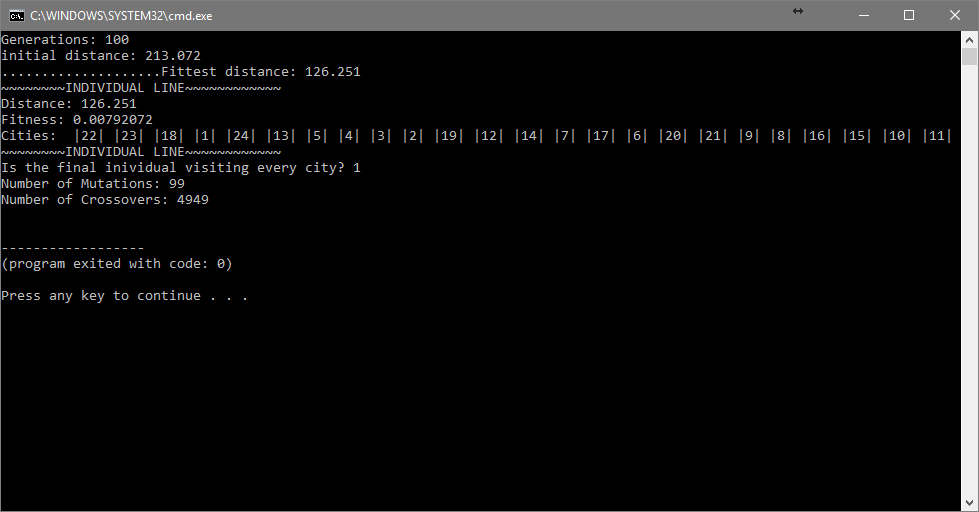 C:\WINDOWS\SYSTEM32\cmd.exe
Generations: 100
initial distance: 213.072
....................Fittest distance: 126.251
~~~~~~~~INDIVIDUAL LINE~~~~~~~~~~~~
Distance: 126.251
Fitness: 0.00792072
Cities:  |22| |23| |18| |1| |24| |13| |5| |4| |3| |2| |19| |12| |14| |7| |17| |6| |20| |21| |9| |8| |16| |15| |10| |11|
~~~~~~~~INDIVIDUAL LINE~~~~~~~~~~~~
Is the final inividual visiting every city? 1
Number of Mutations: 99
Number of Crossovers: 4949
------------------
(program exited with code: 0)
Press any key to continue . . .